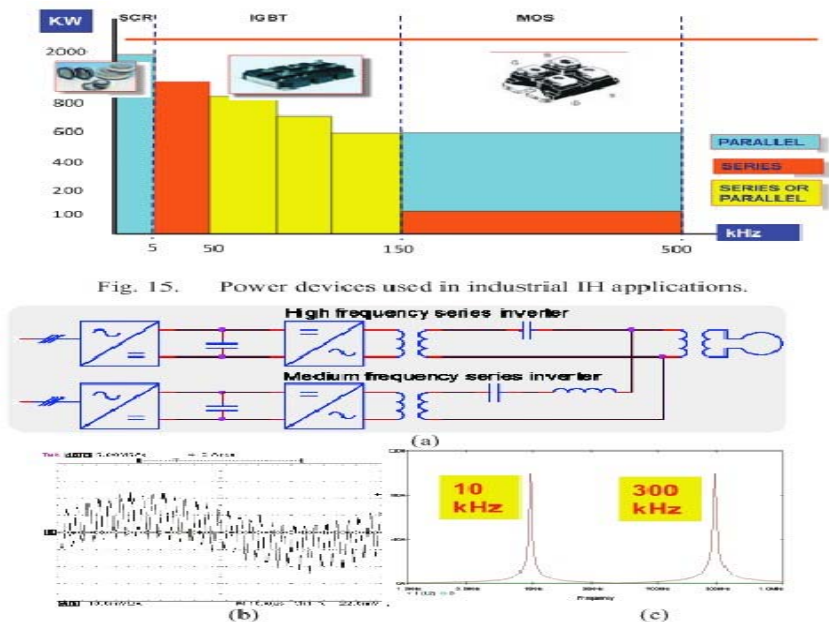 KW SCR IGBT MOS
2000
800
600
400
200
100
PARALLEL
SERIES
SERIES OR
PARALLEL
5 50 150 500 kHz
Fig. 15. Power devices used in industrial IH applications.
High frequency series inverter
Medium frequency series inverter
(a)
10
kHz
300
kHz
Frequency
(b) (c)